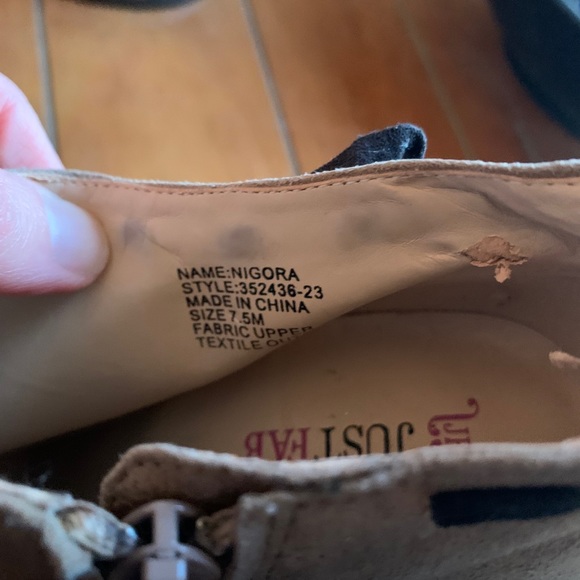 NAME:NIGORA
STYLE:352436-23
MADE IN CHINA
SIZE 7.5M
FABRIC UPPER
TEXTILE
JUSTFAB